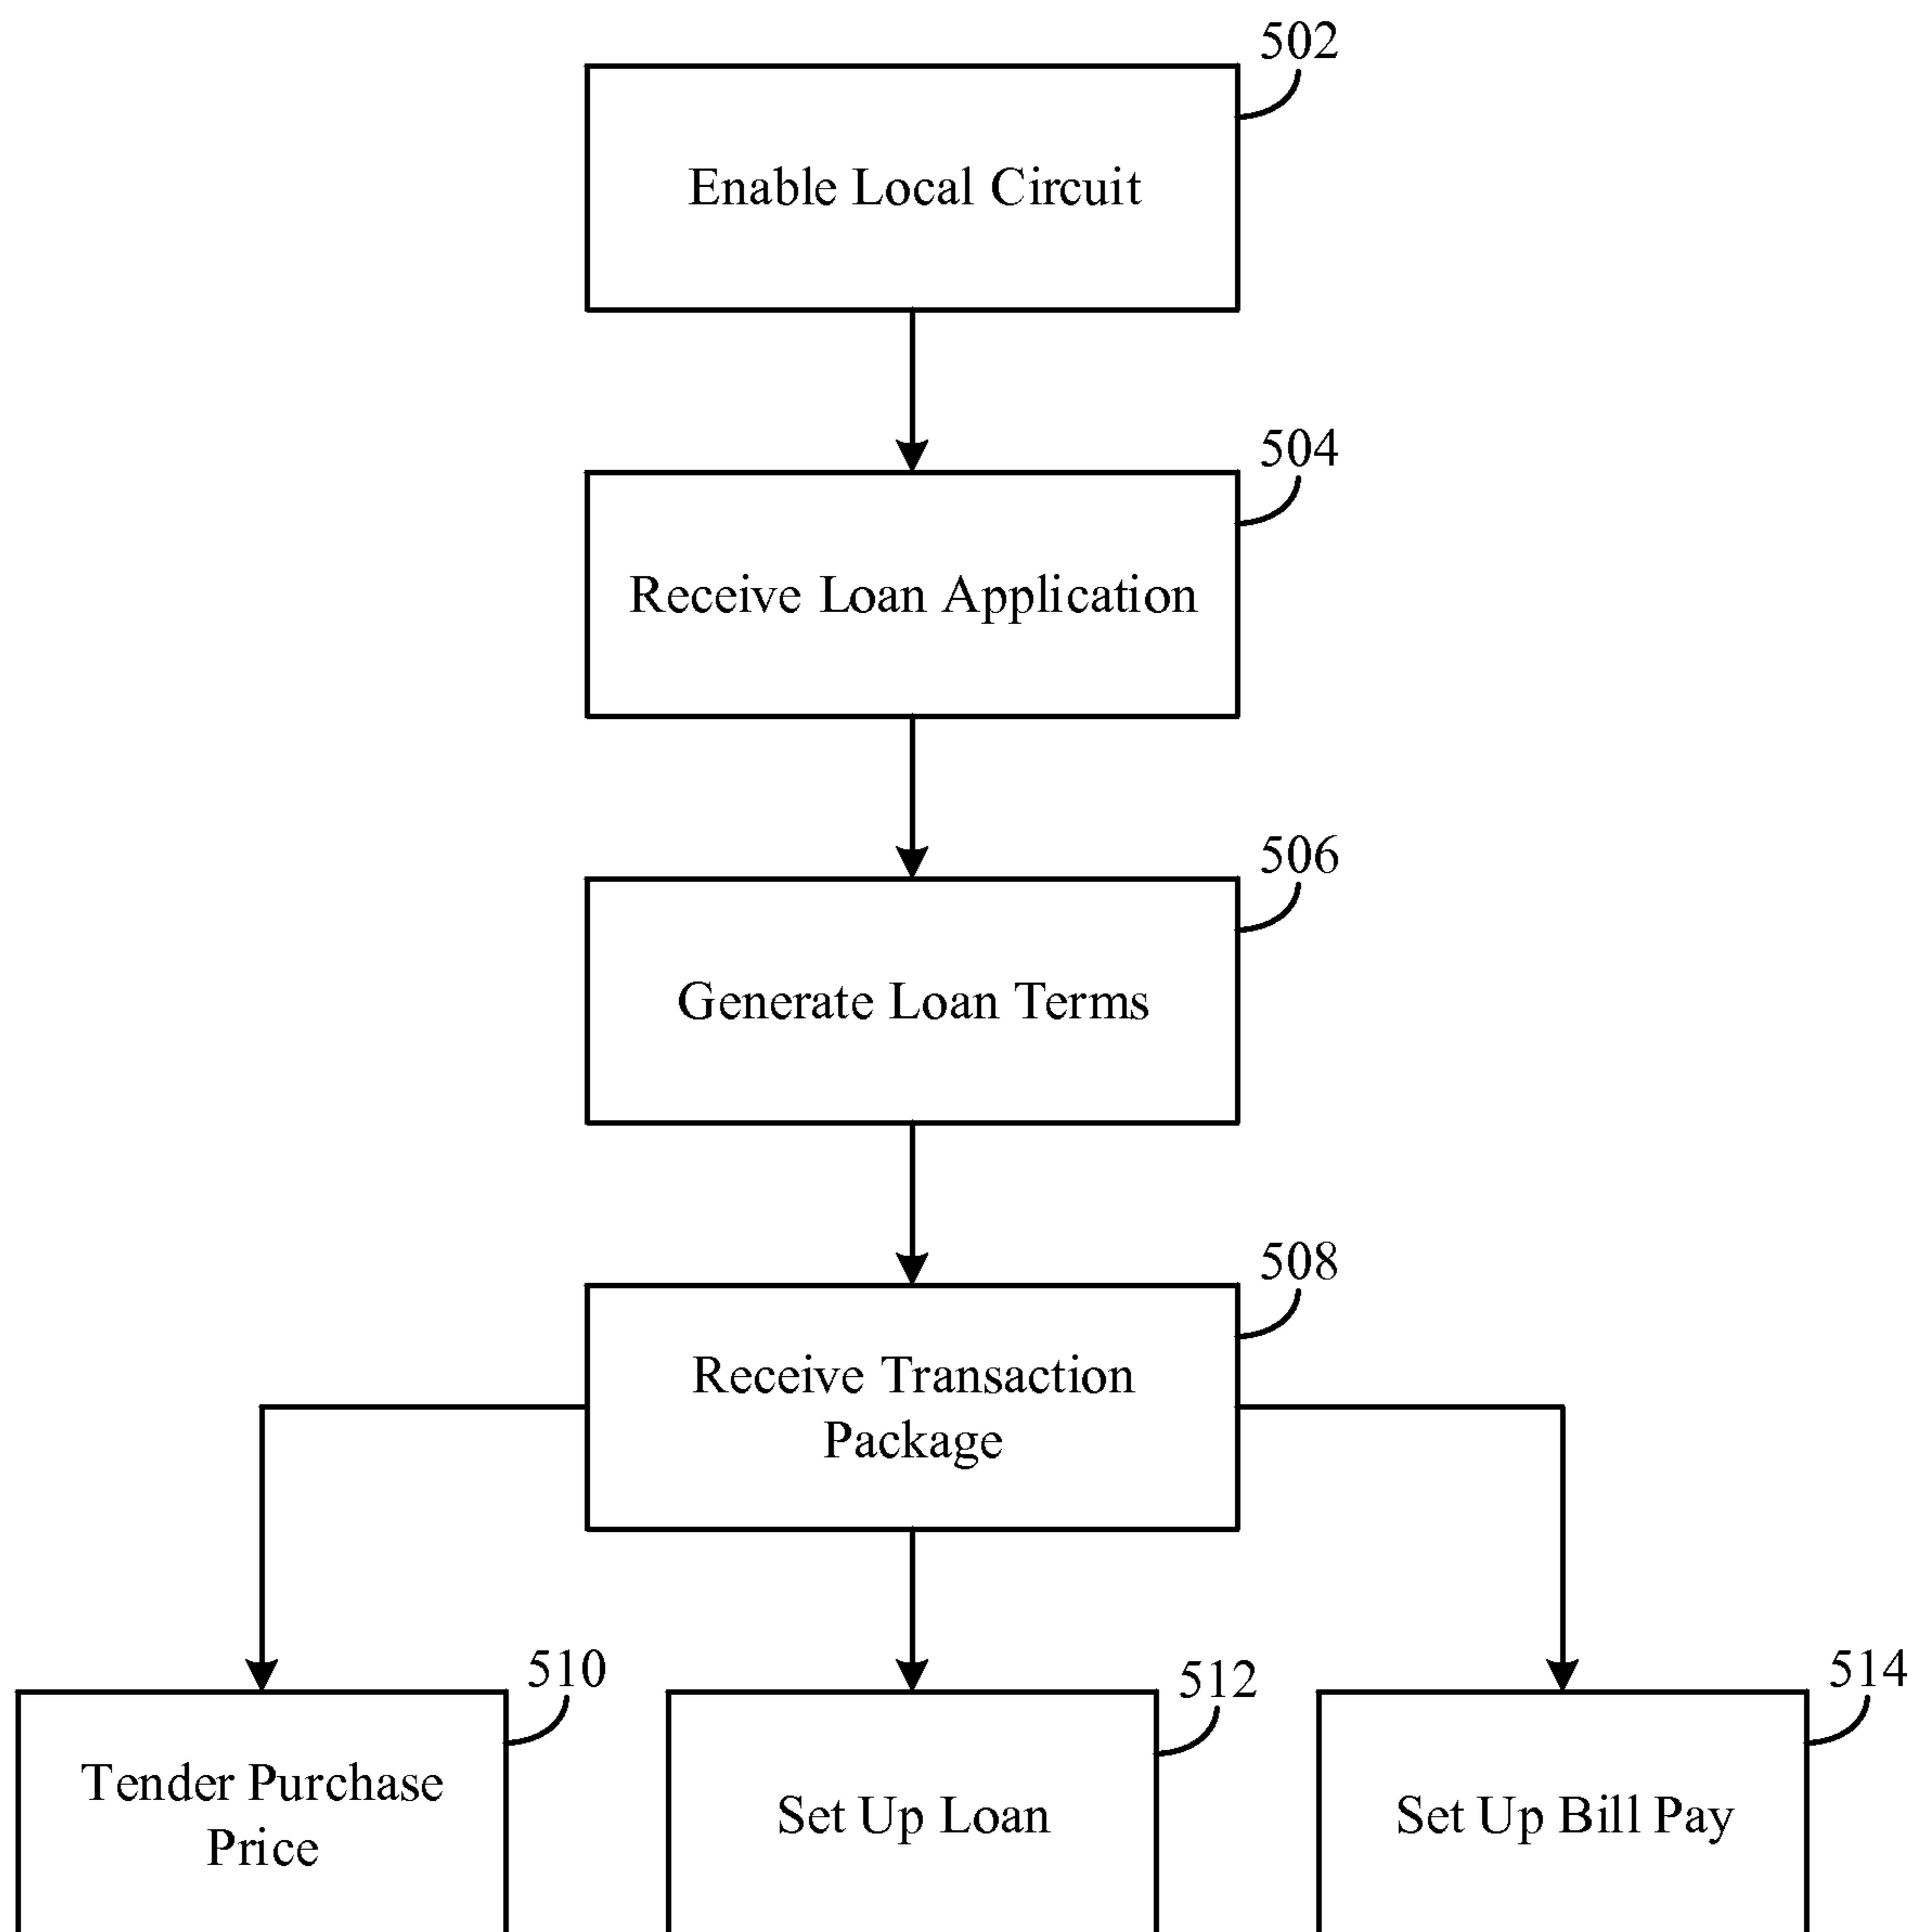 502
Enable Local Circuit
504
Receive Loan Application
506
Generate Loan Terms
508
Receive Transaction
Package
510
Tender Purchase
Price
512
Set Up Loan
514
Set Up Bill Pay